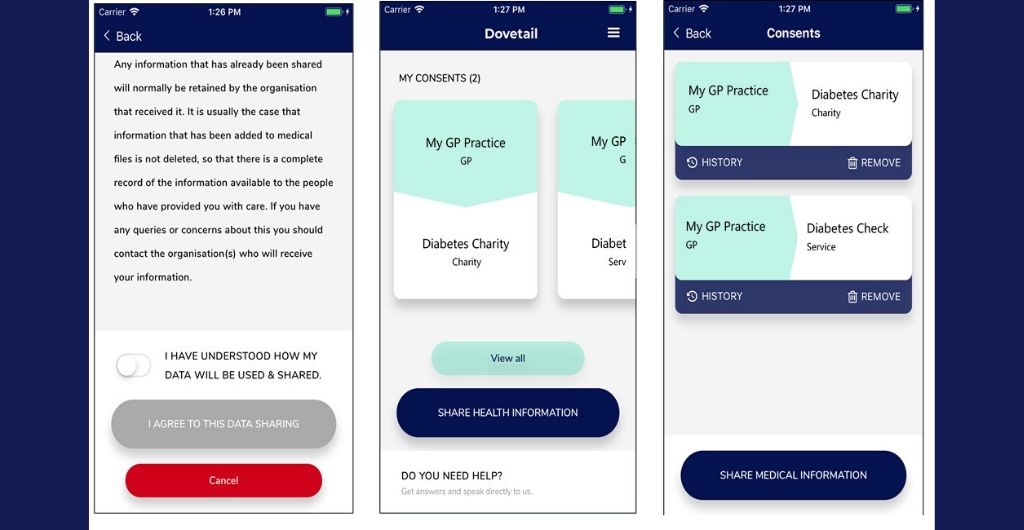 Carrier 1:26 PM
Back
Any information that has already been shared
will normally be retained by the organisation
that received it. It is usually the case that
information that has been added to medical
files is not deleted, so that there is a complete
record of the information available to the people
who have provided you with care. If you have
any queries or concerns about this you should
contact the organisation(s) who will receive
your information.
I HAVE UNDERSTOOD HOW MY
DATA WILL BE USED & SHARED.
I AGREE TO THIS DATA SHARING
Cancel
Carrier 1:27 PM
Dovetail
MY CONSENTS (2)
My GP Practice
GP
Diabetes Charity
Charity
My GP
G
Diabet
Serv
View all
SHARE HEALTH INFORMATION
DO YOU NEED HELP?
Get answers and speak directly to us.
Carrier 1:27 PM
Back Consents
My GP Practice
GP
Diabetes Charity
Charity
HISTORY REMOVE
My GP Practice
GP
Diabetes Check
Service
HISTORY REMOVE
SHARE MEDICAL INFORMATION